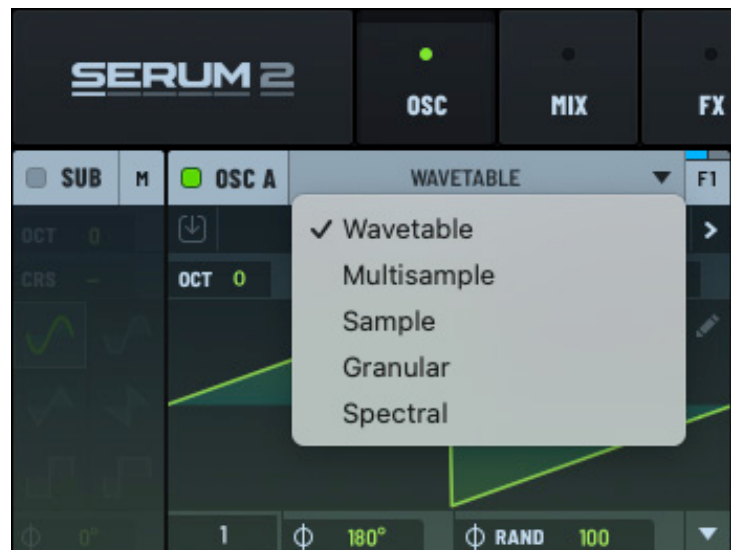 SERUM 2
OSC MIX FX
SUB M OSC A WAVETABLE F1
OCT 0
CRS –
OCT 0
✓ Wavetable
Multisample
Sample
Granular
Spectral
0°
1 180° RAND 100